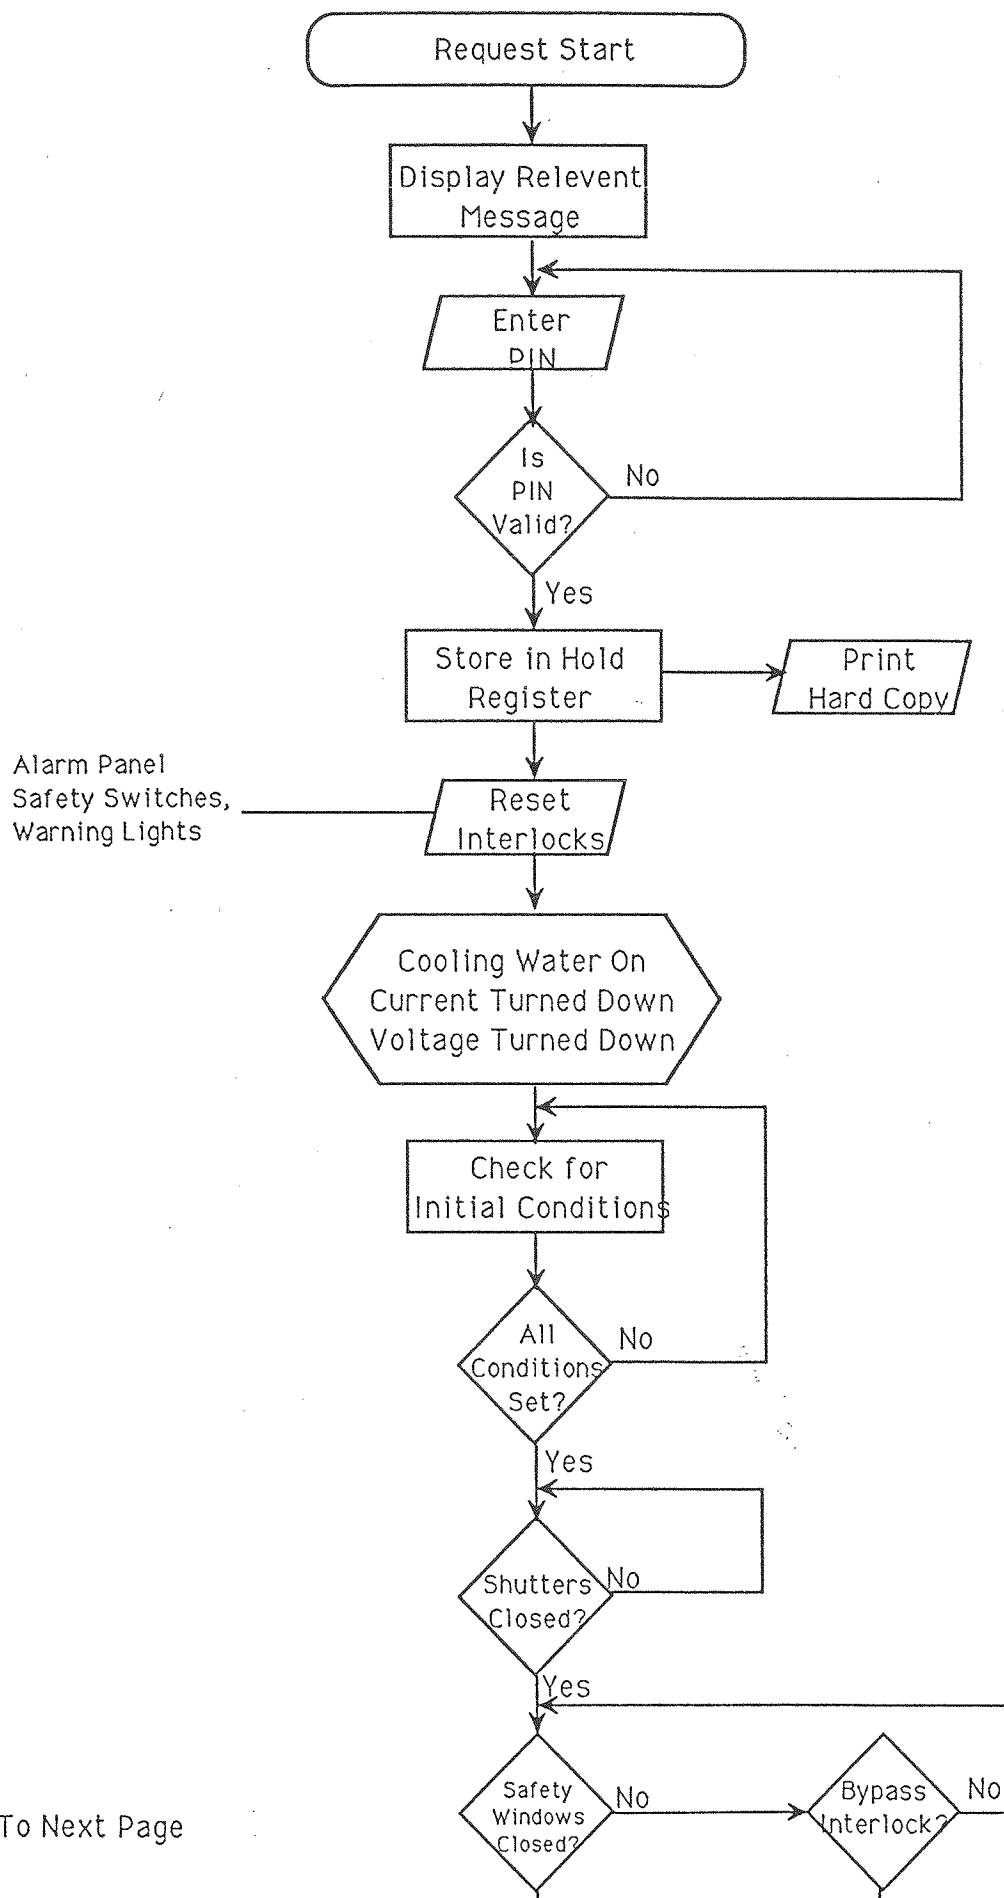 Request Start
Display Relevent
Message
Enter
PIN
Is
PIN
Valid?
No
Yes
Store in Hold
Register
Print
Hard Copy
Alarm Panel
Safety Switches,
Warning Lights
Reset
Interlocks
Cooling Water On
Current Turned Down
Voltage Turned Down
Check for
Initial Conditions
All
Conditions
Set?
No
Yes
Shutters
Closed?
No
Yes
Safety
Windows
Closed?
No
Bypass
Interlock?
No
To Next Page